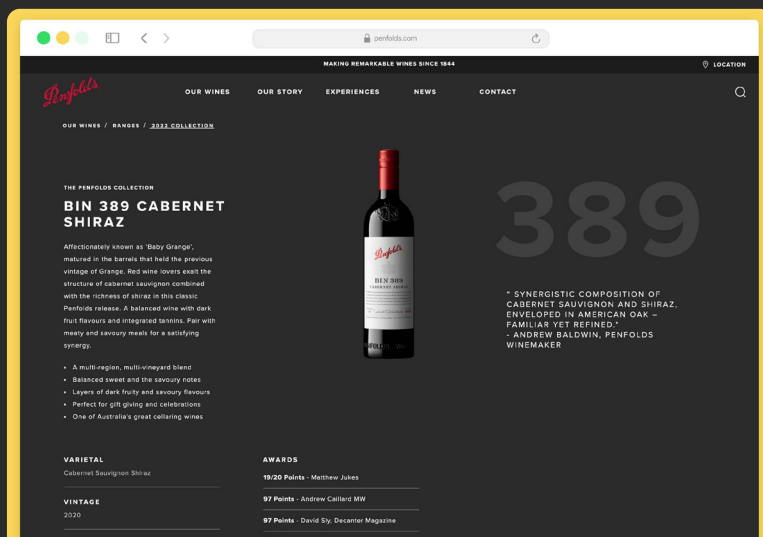 penfolds.com
MAKING REMARKABLE WINES SINCE 1844
LOCATION
Penfolds
OUR WINES
OUR STORY
EXPERIENCES
NEWS
CONTACT
OUR WINES / RANGES / 2022 COLLECTION
THE PENFOLDS COLLECTION
BIN 389 CABERNET
SHIRAZ
Affectionately known as 'Baby Grange',
matured in the barrels that held the previous
vintage of Grange. Red wine lovers exalt the
structure of cabernet sauvignon combined
with the richness of shiraz in this classic
Penfolds release. A balanced wine with dark
fruit flavours and integrated tannins. Pair with
meaty and savoury meals for a satisfying
synergy.
• A multi-region, multi-vineyard blend
• Balanced sweet and the savoury notes
• Layers of dark fruity and savoury flavours
• Perfect for gift giving and celebrations
• One of Australia's great cellaring wines
Penfolds
BIN 389
CABERNET SHIRAZ
389
" SYNERGISTIC COMPOSITION OF
CABERNET SAUVIGNON AND SHIRAZ,
ENVELOPED IN AMERICAN OAK –
FAMILIAR YET REFINED."
- ANDREW BALDWIN, PENFOLDS
WINEMAKER
VARIETAL
Cabernet Sauvignon Shiraz
VINTAGE
2020
AWARDS
19/20 Points - Matthew Jukes
97 Points - Andrew Caillard MW
97 Points - David Sly, Decanter Magazine